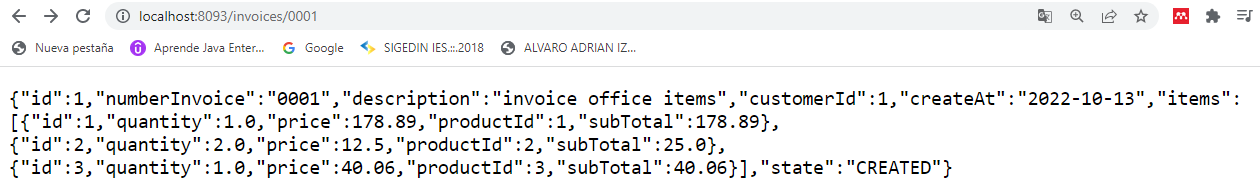 localhost:8093/invoices/0001
Nueva pestaña Aprende Java Enter... Google SIGEDIN IES.::.2018 ALVARO ADRIAN IZ...
{"id":1,"numberInvoice":"0001","description":"invoice office items","customerId":1,"createAt":"2022-10-13","items":
[{"id":1,"quantity":1.0,"price":178.89,"productId":1,"subTotal":178.89},
{"id":2,"quantity":2.0,"price":12.5,"productId":2,"subTotal":25.0},
{"id":3,"quantity":1.0,"price":40.06,"productId":3,"subTotal":40.06}],"state":"CREATED"}